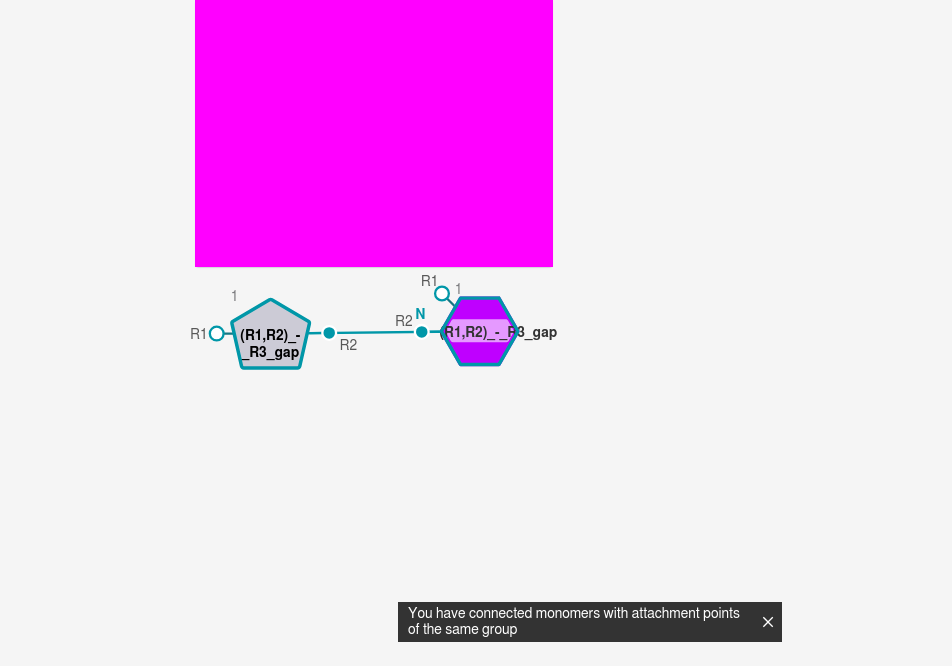 R1
1
1
N
R2
R1
(R1,R2)_-
_R3_gap
R2
(R1,R2)_-_R3_gap
You have connected monomers with attachment points
of the same group